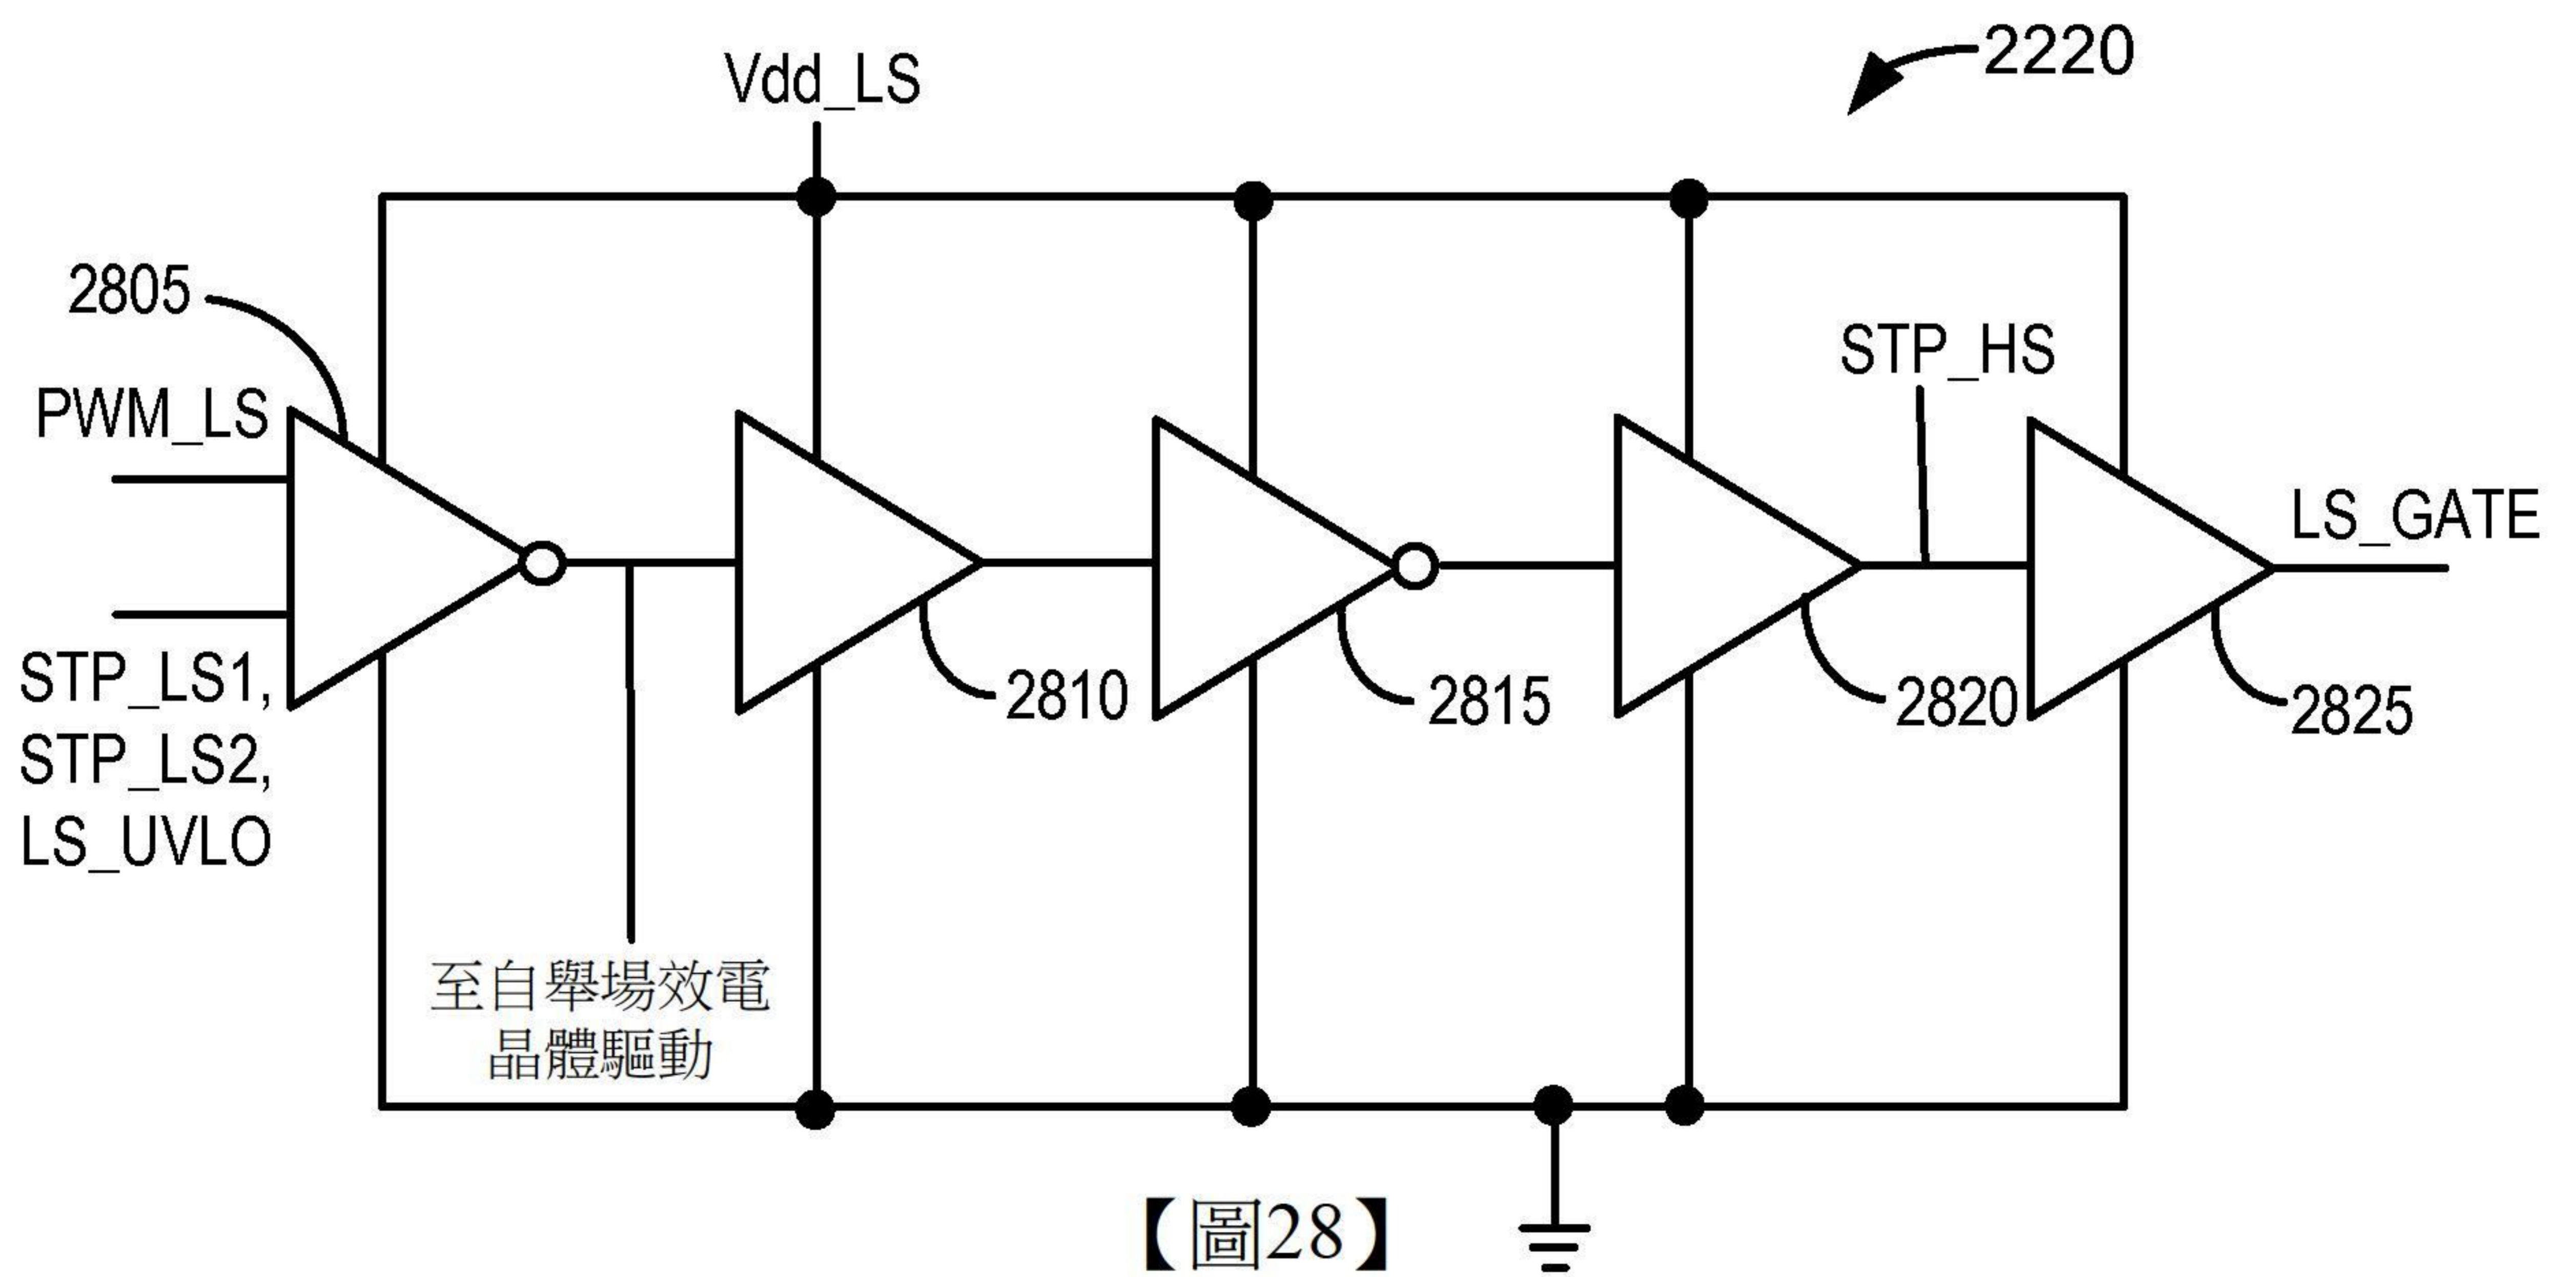 2220
Vdd_LS
2805
PWM_LS
STP_HS
LS_GATE
STP_LS1,
STP_LS2,
LS_UVLO
2810
2815
2820
2825
至自舉場效電
晶體驅動
【圖28】